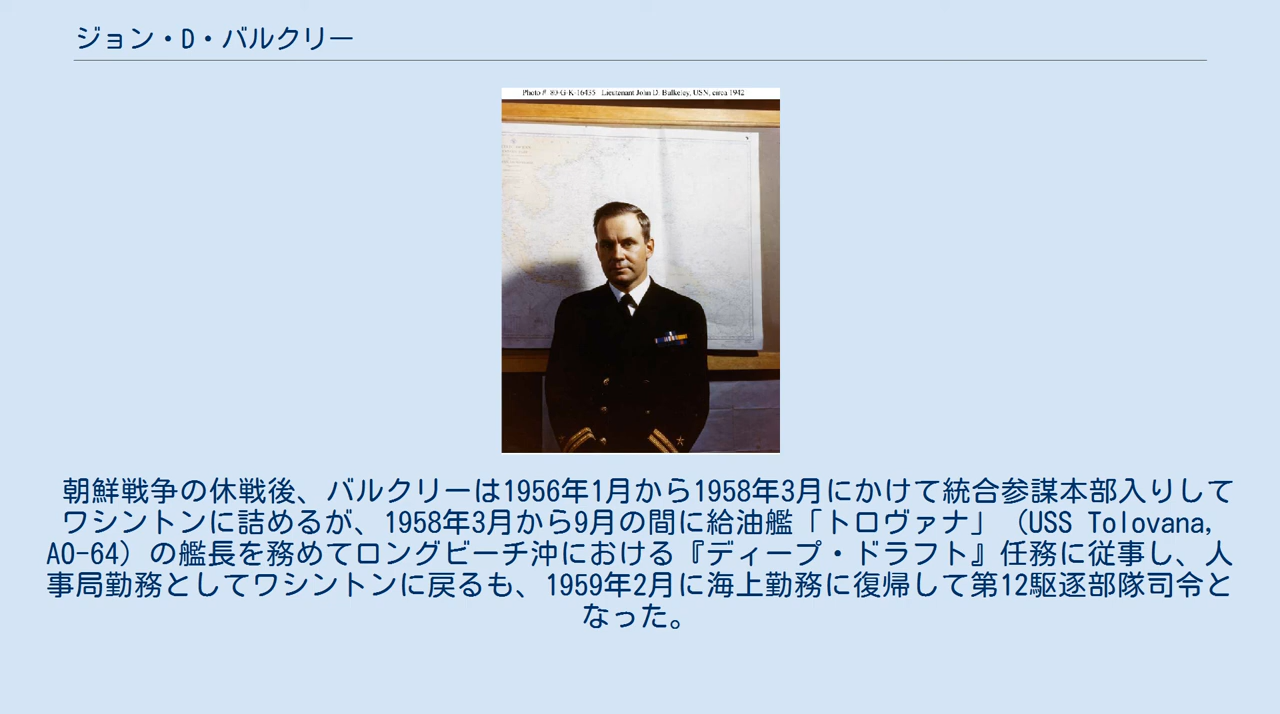 ジョン・D・バルクリー
Photo # 80-G-K-16435 Lieutenant John D. Bulkeley, USN, circa 1942
朝鮮戦争の休戦後、バルクリーは1956年1月から1958年3月にかけて統合参謀本部入りして
ワシントンに詰めるが、1958年3月から9月の間に給油艦「トロヴァナ」（USS Tolovana,
AO-64）の艦長を務めてロングビーチ沖における『ディープ・ドラフト』任務に従事し、人
事局勤務としてワシントンに戻るも、1959年2月に海上勤務に復帰して第12駆逐部隊司令と
なった。